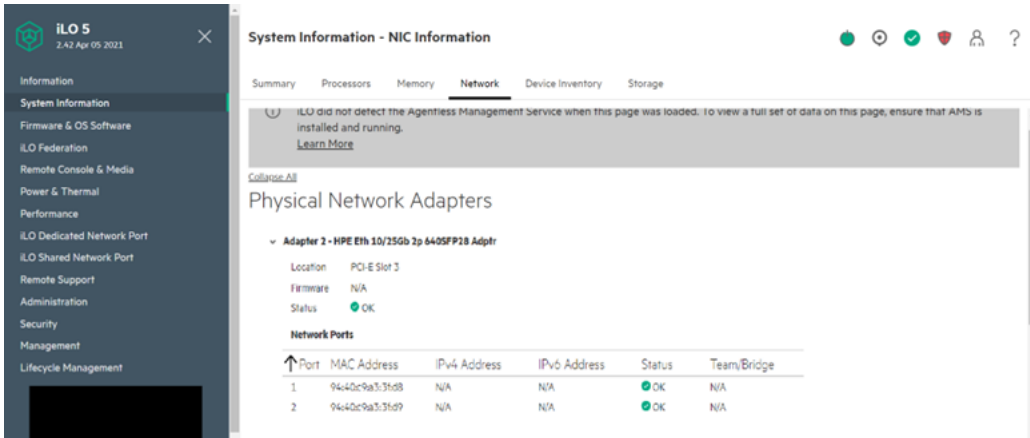 iLO 5
2.42 Apr 05 2021
Information
System Information
Firmware & OS Software
iLO Federation
Remote Console & Media
Power & Thermal
Performance
iLO Dedicated Network Port
iLO Shared Network Port
Remote Support
Administration
Security
Management
Lifecycle Management
System Information - NIC Information
?
Summary Processors Memory Network Device Inventory Storage
iLO did not detect the Agentless Management Service when this page was loaded. To view a full set of data on this page, ensure that AMS is
installed and running.
Learn More
Collapse All
Physical Network Adapters
Adapter 2 - HPE Eth 10/25Gb 2p 640SFP28 Adptr
Location PCI-E Slot 3
Firmware N/A
Status OK
Network Ports
Port MAC Address IPv4 Address IPv6 Address Status Team/Bridge
1 94:40:c9:a3:3f:d8 N/A N/A OK N/A
2 94:40:c9:a3:3f:d9 N/A N/A OK N/A